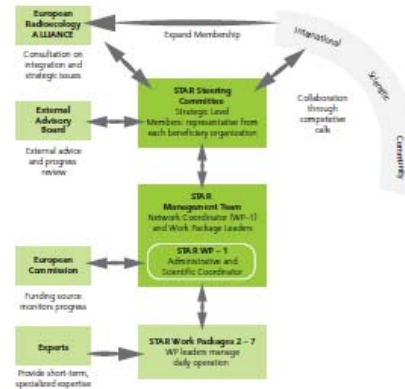 European
Radioecology
ALLIANCE
Consultation on
integration and
strategic issues
Expand Membership
International
Scientific
Community
Collaboration
through
competative
calls
STAR Steering
Committee
Strategic Level
Members: representative from
each beneficiary organization
External
Advisory
Board
External advice
and progress
review
STAR
Management Team
Network Coordinator (WP–1)
and Work Package Leaders
STAR WP – 1
Administrative and
Scientific Coordinator
European
Commission
Funding source
monitors progress
Experts
Provide short-term,
specialized expertise
STAR Work Packages 2 – 7
WP leaders manage
daily operation